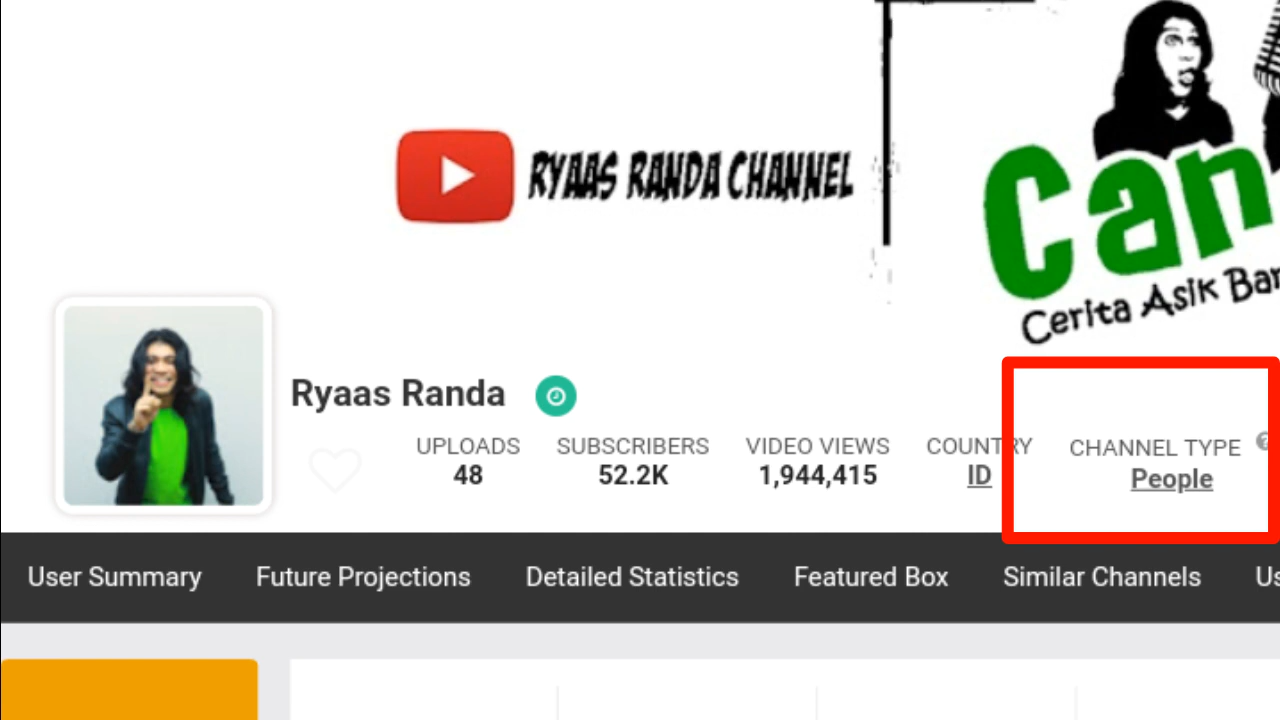 RYAAS RANDA CHANNEL
Can
Cerita Asik
Ryaas Randa
UPLOADS SUBSCRIBERS VIDEO VIEWS COUNTRY CHANNEL TYPE
48 52.2K 1,944,415 ID People
User Summary Future Projections Detailed Statistics Featured Box Similar Channels